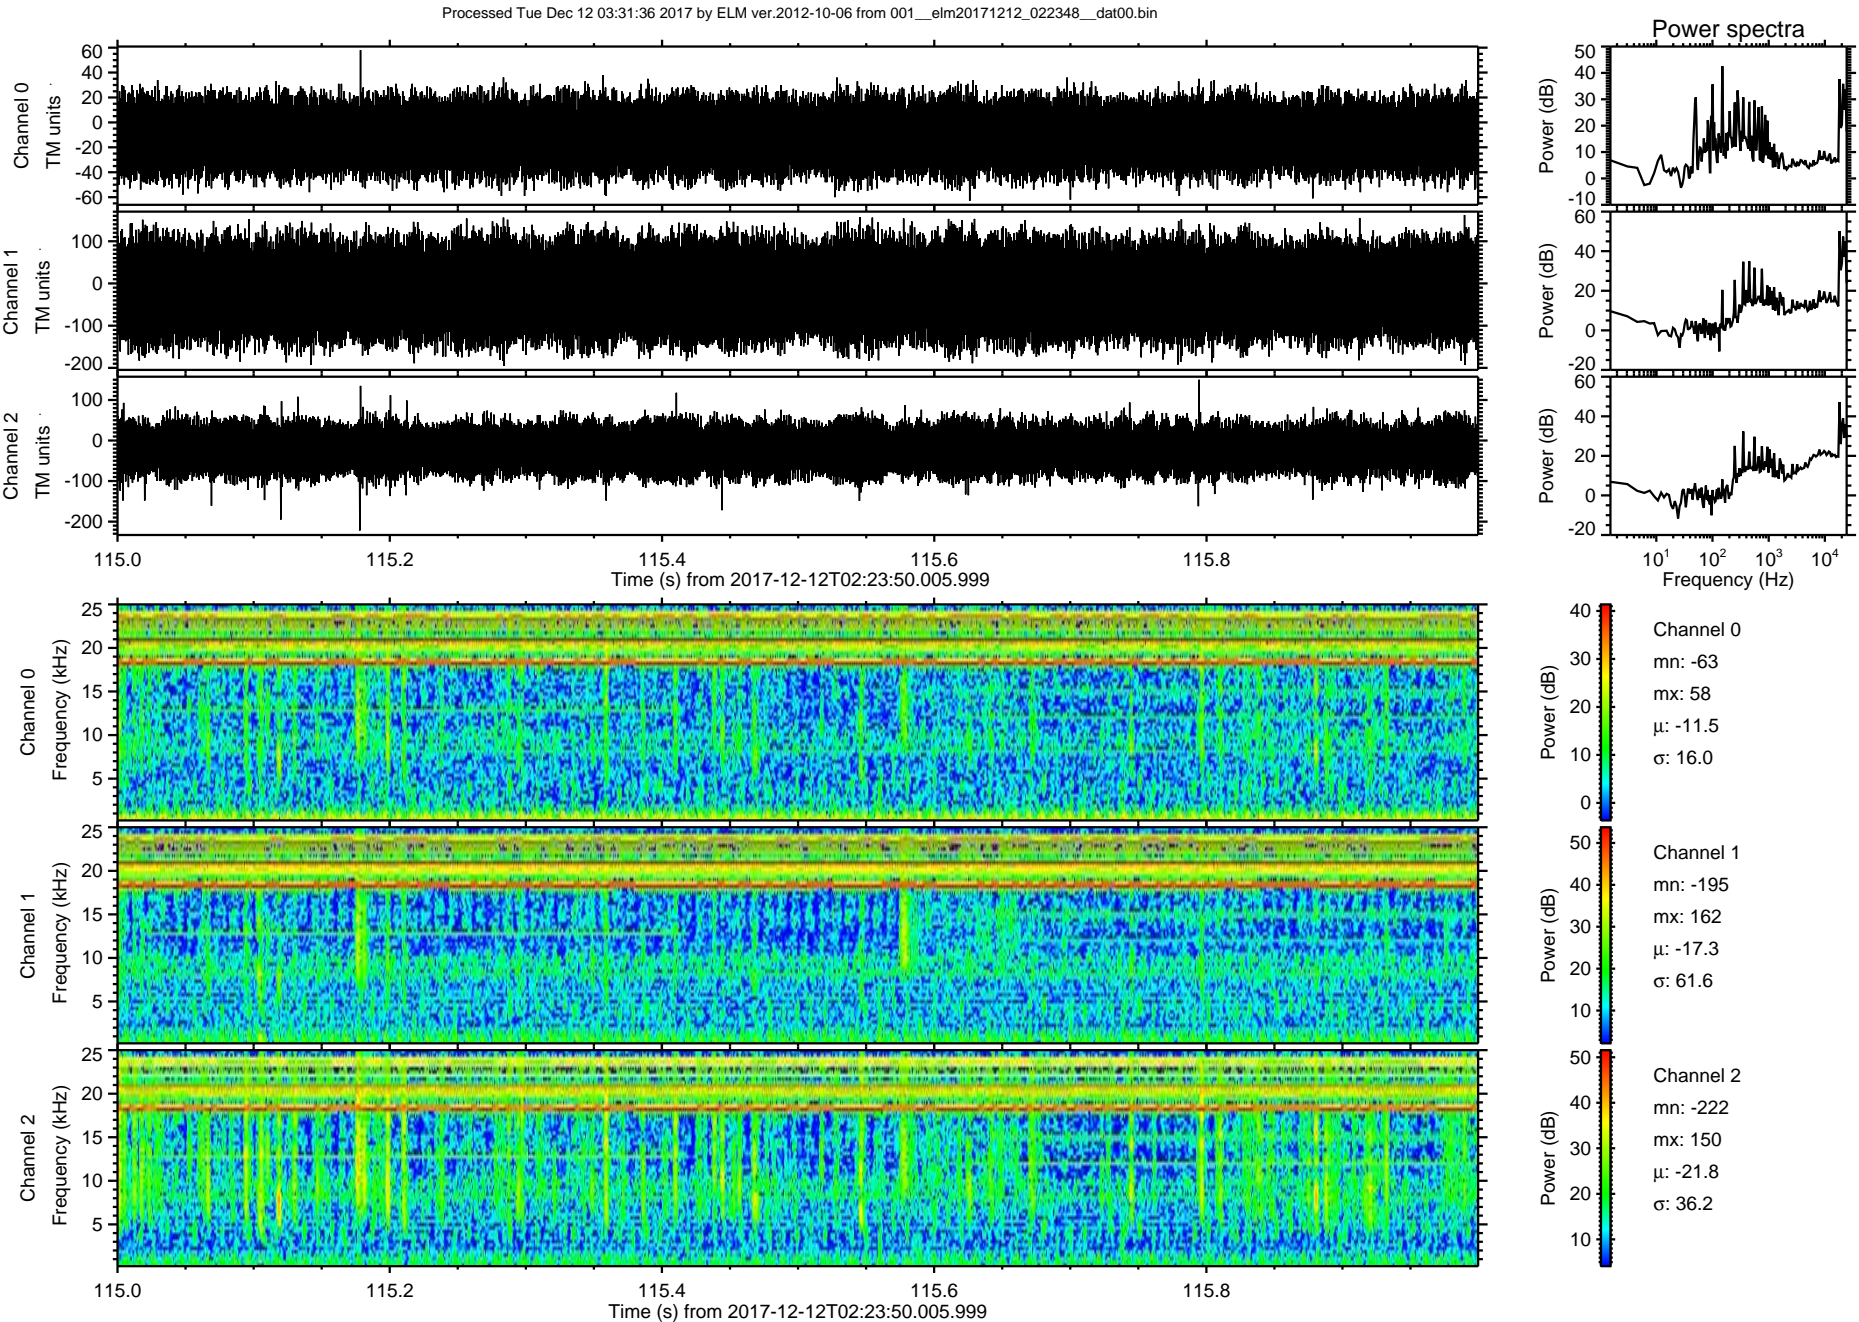 Processed Tue Dec 12 03:31:36 2017 by ELM ver.2012-10-06 from 001__elm20171212_022348__dat00.bin
Power spectra
Channel 0
TM units
60
40
20
0
-20
-40
-60
Power (dB)
50
40
30
20
10
0
-10
Channel 1
TM units
100
0
-100
-200
Power (dB)
60
40
20
0
-20
Channel 2
TM units
100
0
-100
-200
Power (dB)
60
40
20
0
-20
115.0 115.2 115.4 115.6 115.8
Time (s) from 2017-12-12T02:23:50.005.999
10^1 10^2 10^3 10^4
Frequency (Hz)
Channel 0
Frequency (kHz)
25
20
15
10
5
Power (dB)
40
30
20
10
0
Channel 0
mn: -63
mx: 58
μ: -11.5
σ: 16.0
Channel 1
Frequency (kHz)
25
20
15
10
5
Power (dB)
50
40
30
20
10
Channel 1
mn: -195
mx: 162
μ: -17.3
σ: 61.6
Channel 2
Frequency (kHz)
25
20
15
10
5
Power (dB)
50
40
30
20
10
Channel 2
mn: -222
mx: 150
μ: -21.8
σ: 36.2
115.0 115.2 115.4 115.6 115.8
Time (s) from 2017-12-12T02:23:50.005.999